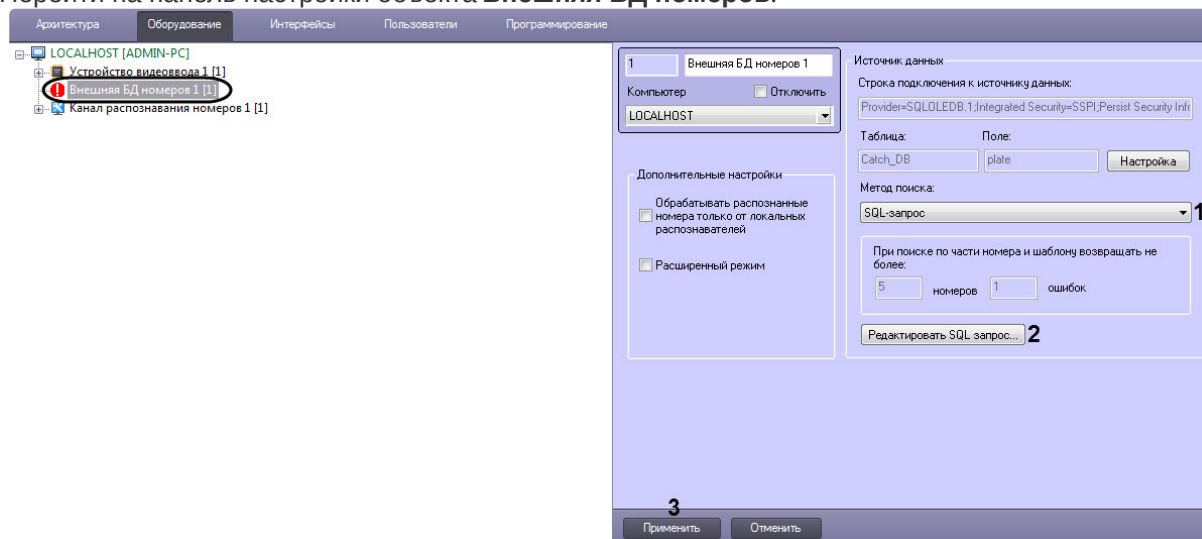 Перейти на панель настройки объекта Внешняя БД номеров.
Архитектура Оборудование Интерфейсы Пользователи Программирование
LOCALHOST [ADMIN-PC]
Устройство видеоввода 1 [1]
Внешняя БД номеров 1 [1]
Канал распознавания номеров 1 [1]
1 Внешняя БД номеров 1
Компьютер Отключить
LOCALHOST
Дополнительные настройки
Обрабатывать распознанные
номера только от локальных
распознавателей
Расширенный режим
Источник данных
Строка подключения к источнику данных:
Provider=SQLOLEDB.1;Integrated Security=SSPI;Persist Security Info
Таблица: Поле:
Catch_DB plate Настройка
Метод поиска:
SQL-запрос 1
При поиске по части номера и шаблону возвращать не
более:
5 номеров 1 ошибок
Редактировать SQL запрос... 2
3
Применить Отменить